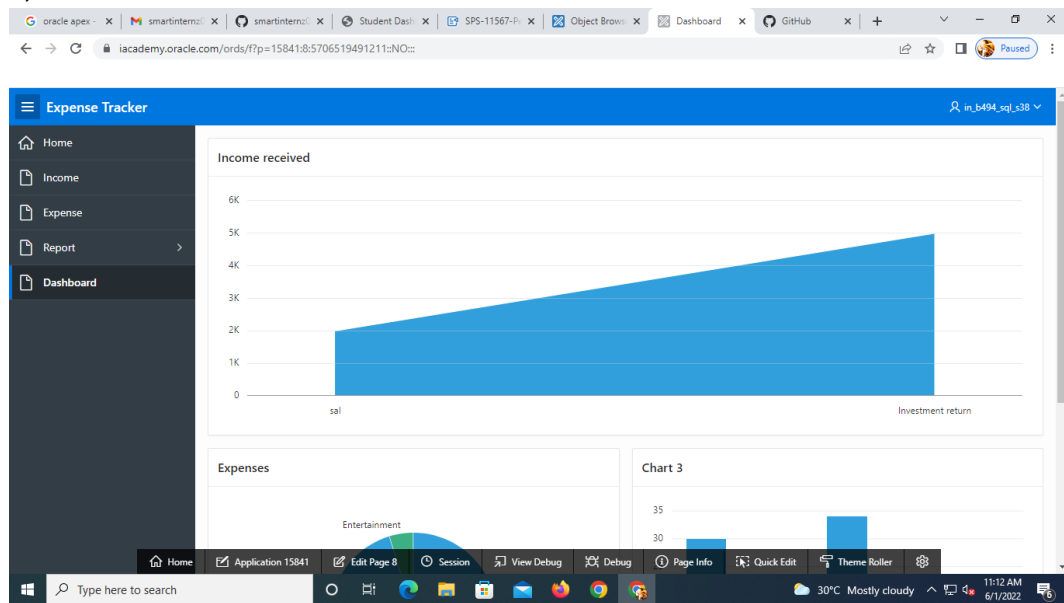 oracle apex -
smartinternz
smartinternz
Student Dash
SPS-11567-Pe
Object Brows
Dashboard
GitHub
iacademy.oracle.com/ords/f?p=15841:8:5706519491211::NO:::
Paused
Expense Tracker
in_b494_sql_s38
Home
Income
Expense
Report
Dashboard
Income received
6K
5K
4K
3K
2K
1K
0
sal
Investment return
Expenses
Entertainment
Chart 3
35
30
Home
Application 15841
Edit Page 8
Session
View Debug
Debug
Page Info
Quick Edit
Theme Roller
Type here to search
30°C Mostly cloudy
11:12 AM
6/1/2022
6